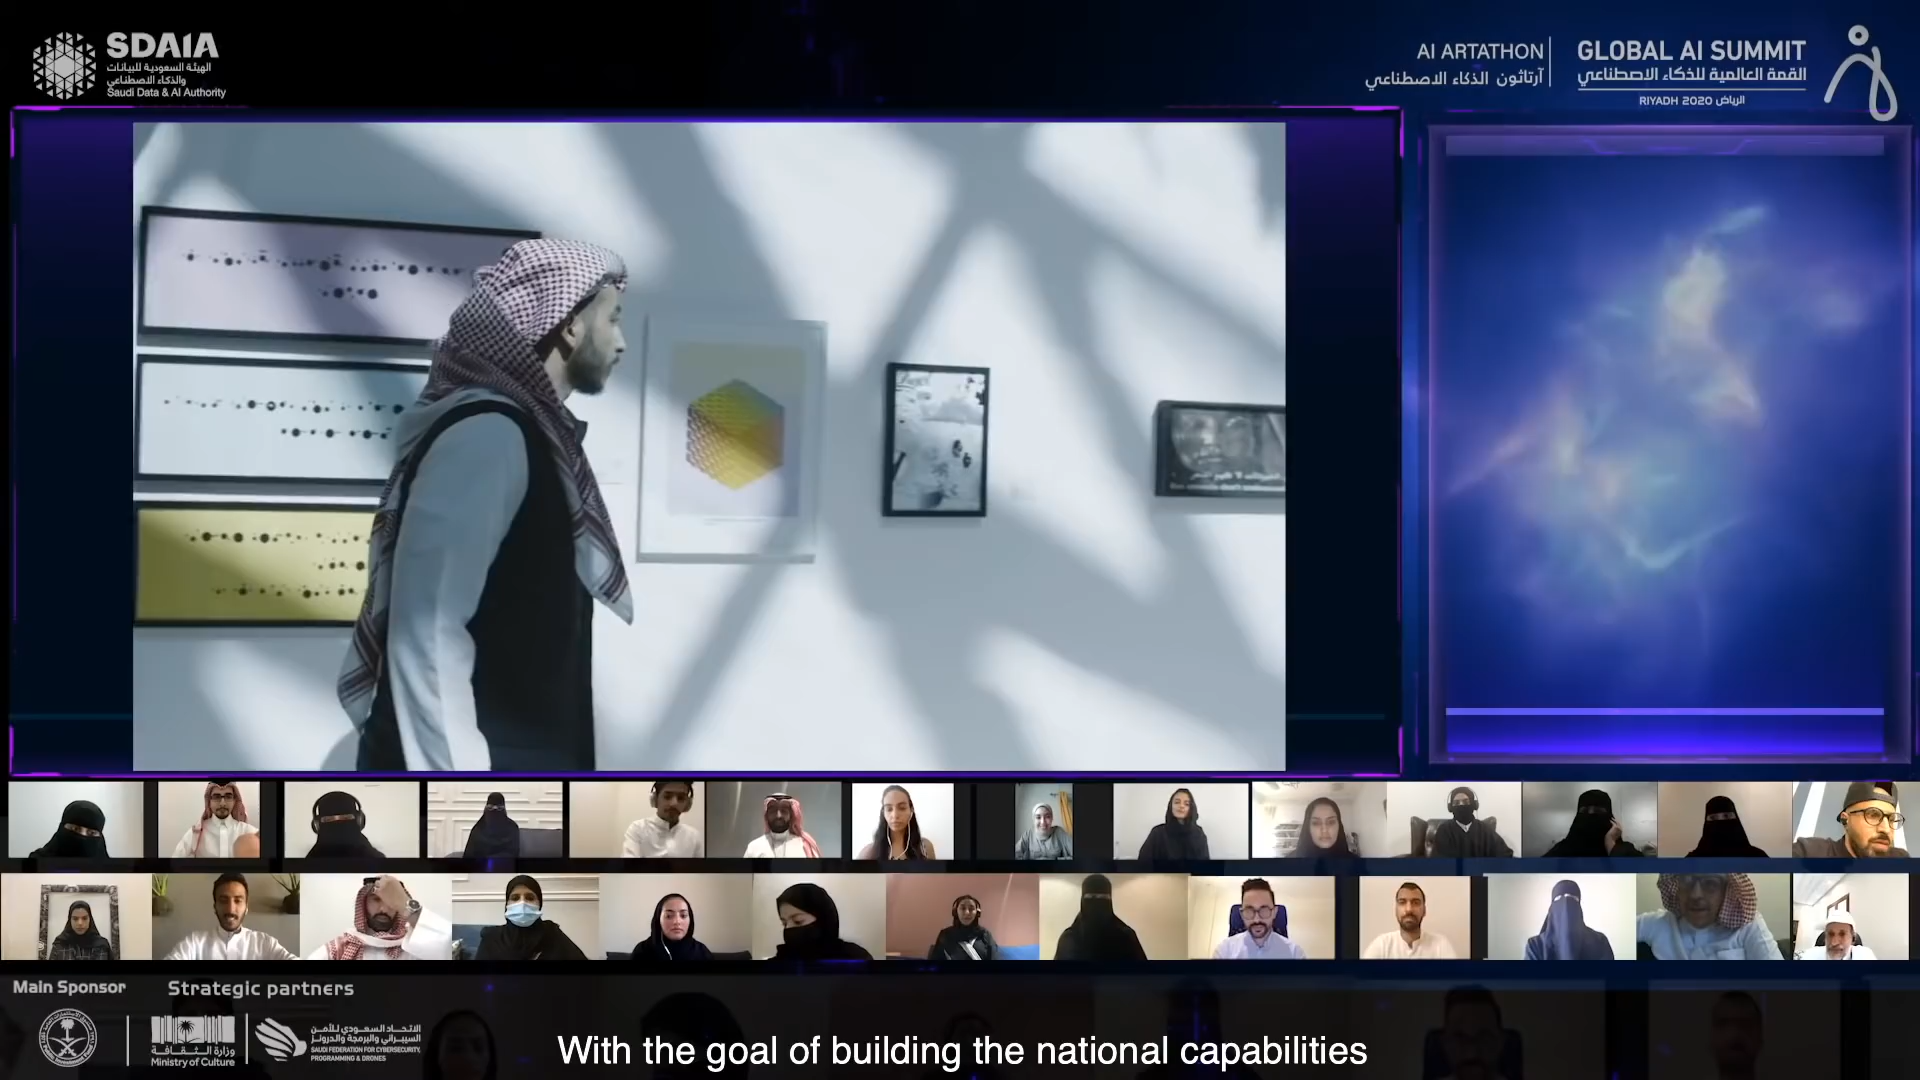 SDAIA
الهيئة السعودية للبيانات
والذكاء الاصطناعي
Saudi Data & AI Authority
AI ARTATHON
آرتاثون الذكاء الاصطناعي
GLOBAL AI SUMMIT
القمة العالمية للذكاء الاصطناعي
RIYADH 2020 الرياض
Main Sponsor
Strategic partners
وزارة الثقافة
Ministry of Culture
الاتحاد السعودي للأمن
السيبراني والبرمجة والدرونز
SAUDI FEDERATION FOR CYBERSECURITY,
PROGRAMMING & DRONES
With the goal of building the national capabilities